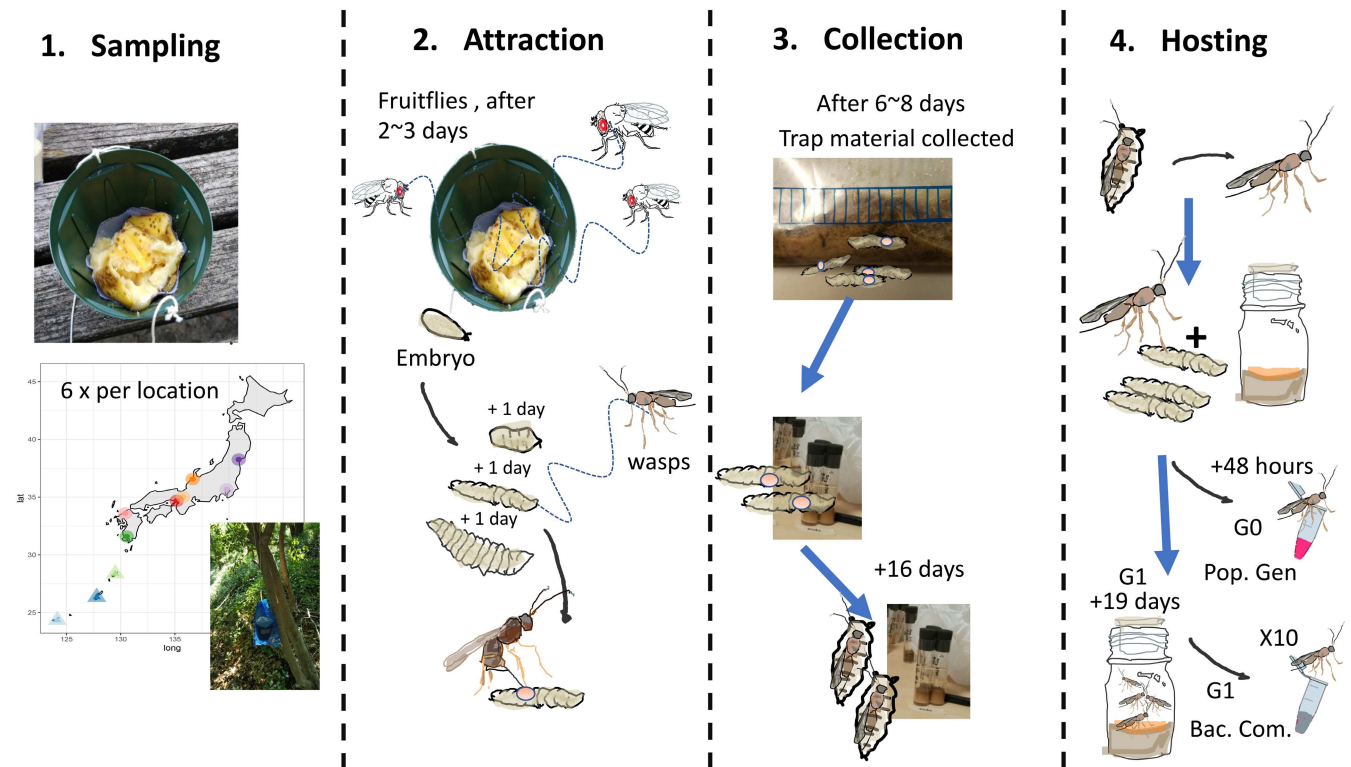 1. Sampling
6 x per location
45
40
35
30
25
lat
125
130
135
long
2. Attraction
Fruitflies , after
2~3 days
Embryo
+ 1 day
+ 1 day
+ 1 day
wasps
3. Collection
After 6~8 days
Trap material collected
+16 days
4. Hosting
+
+48 hours
G0
Pop. Gen
G1
+19 days
X10
G1
Bac. Com.